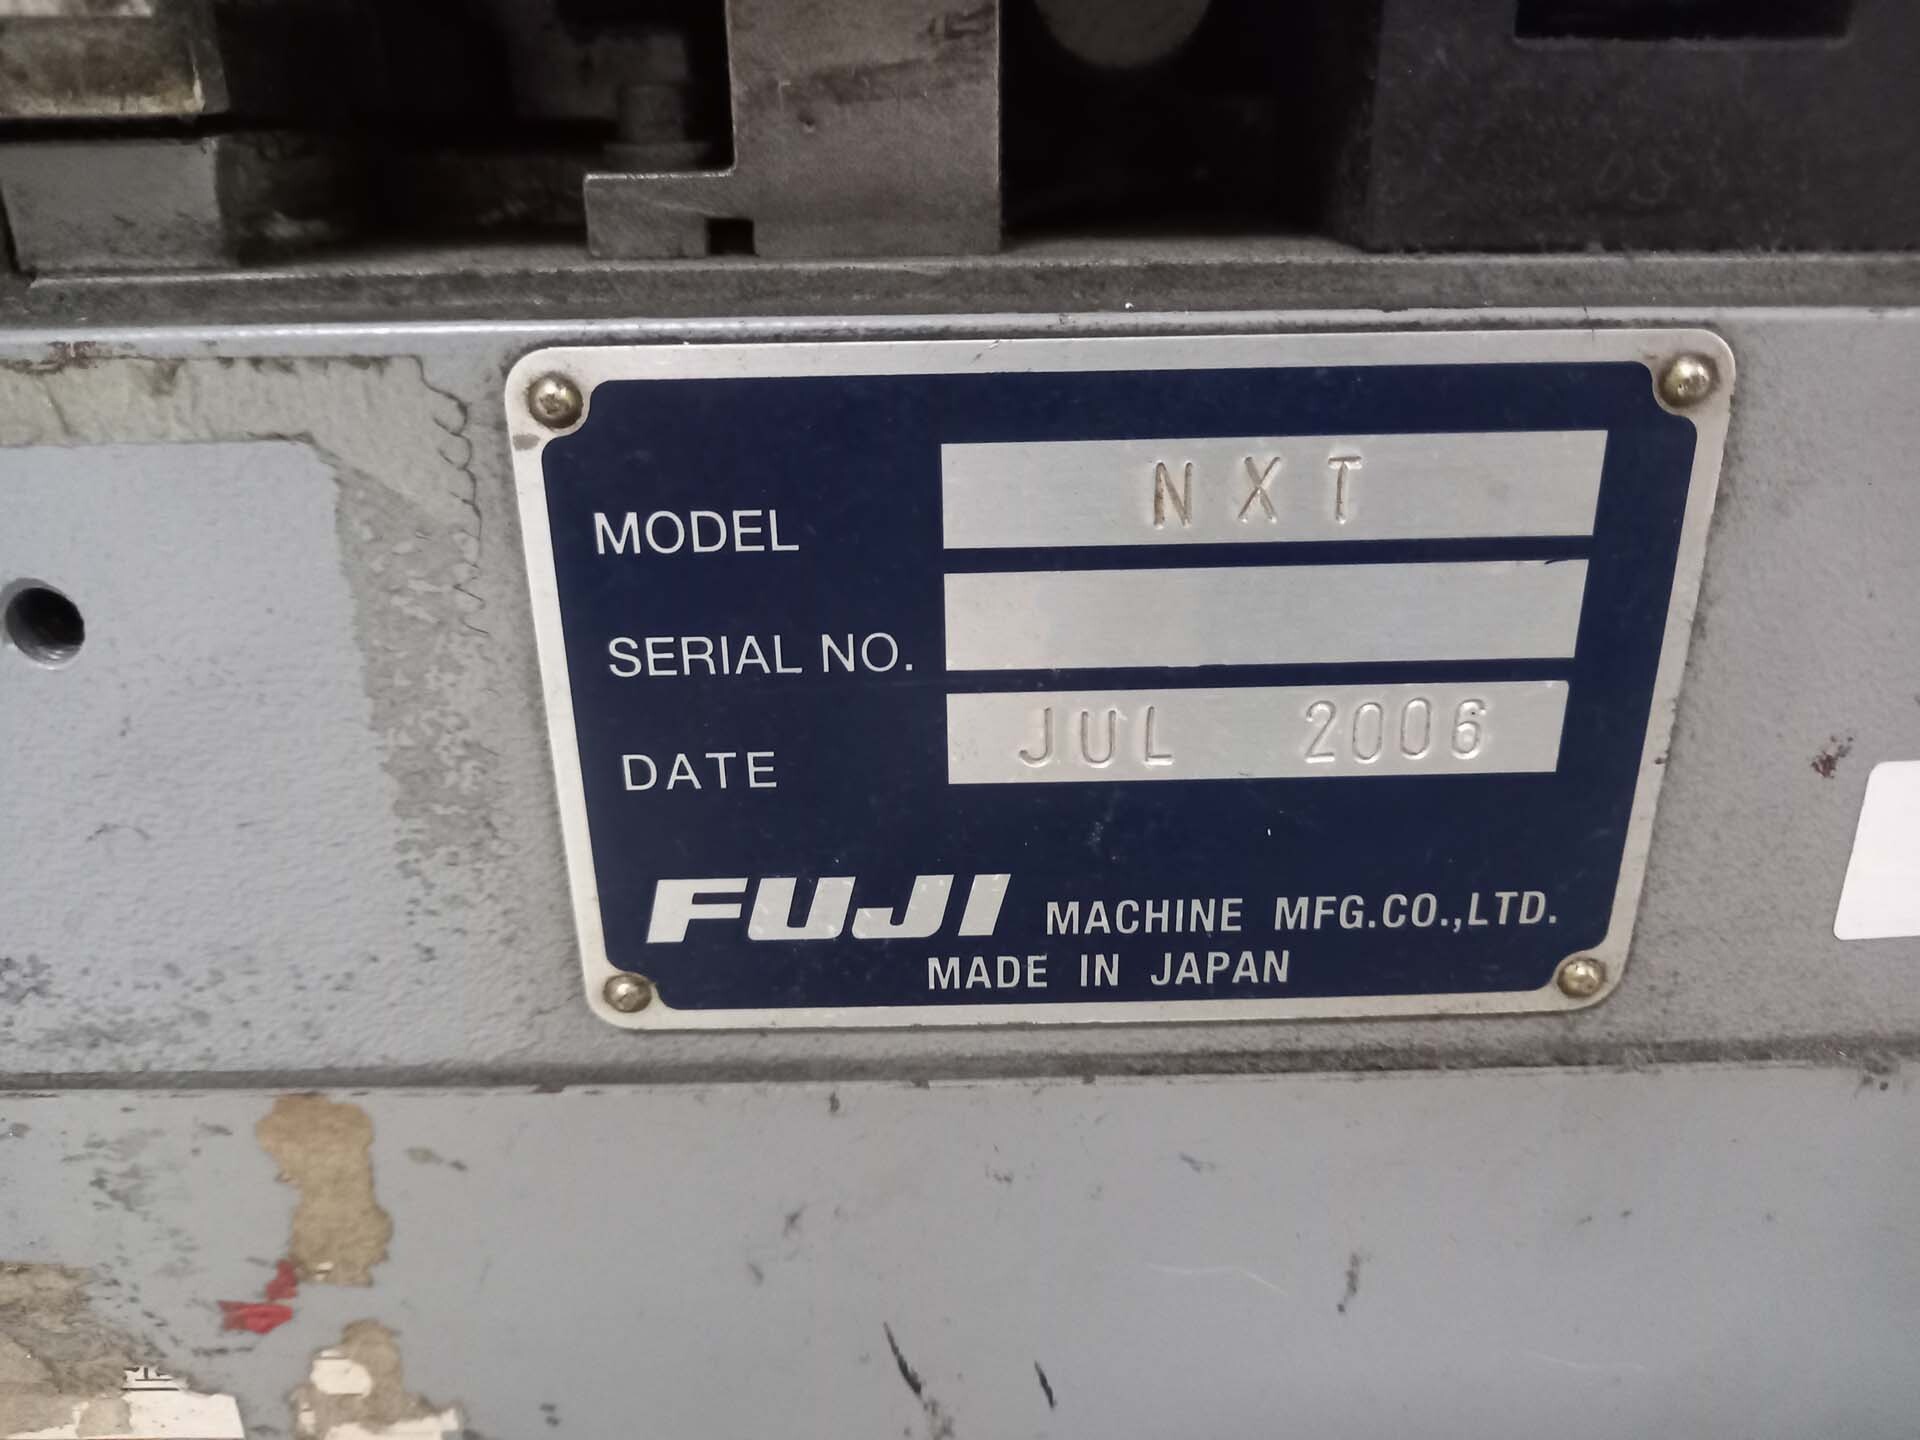 MODEL NXT
SERIAL NO.
DATE JUL 2006
FUJI MACHINE MFG.CO.,LTD.
MADE IN JAPAN